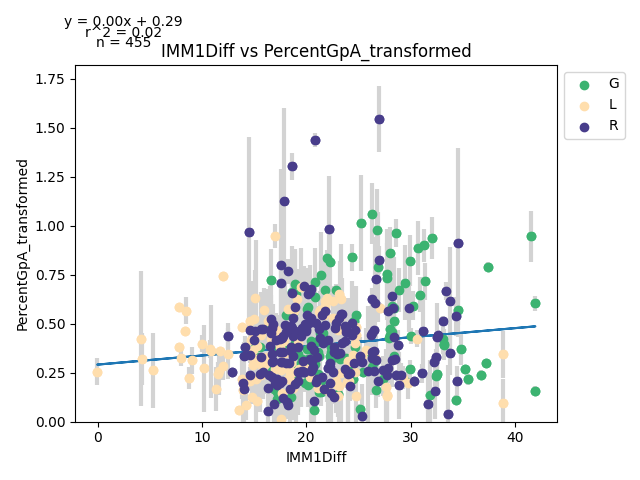 y = 0.00x + 0.29
r^2 = 0.02
n = 455
IMM1Diff vs PercentGpA_transformed
G
L
R
PercentGpA_transformed
1.75
1.50
1.25
1.00
0.75
0.50
0.25
0.00
0 10 20 30 40
IMM1Diff